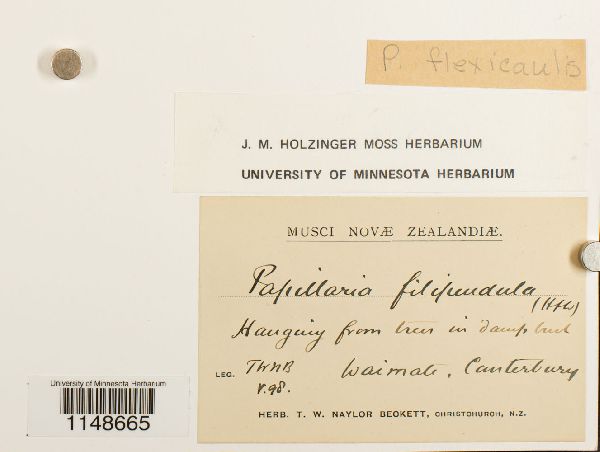 P. flexicaulis
J. M. HOLZINGER MOSS HERBARIUM
UNIVERSITY OF MINNESOTA HERBARIUM
MUSCI NOVÆ ZEALANDIÆ.
Papillaria filipendula
(Hf&W)
Hanging from trees in damp bush
LEG. TWNB Waimate, Canterbury
V.98.
HERB. T. W. NAYLOR BECKETT, CHRISTCHURCH, N.Z.
University of Minnesota Herbarium
1148665